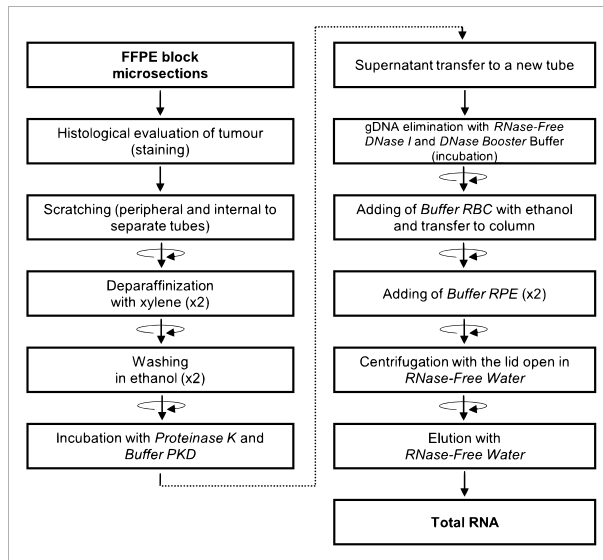 FFPE block
microsections
Histological evaluation of tumour
(staining)
Scratching (peripheral and internal to
separate tubes)
Deparaffinization
with xylene (x2)
Washing
in ethanol (x2)
Incubation with Proteinase K and
Buffer PKD
Supernatant transfer to a new tube
gDNA elimination with RNase-Free
DNase I and DNase Booster Buffer
(incubation)
Adding of Buffer RBC with ethanol
and transfer to column
Adding of Buffer RPE (x2)
Centrifugation with the lid open in
RNase-Free Water
Elution with
RNase-Free Water
Total RNA